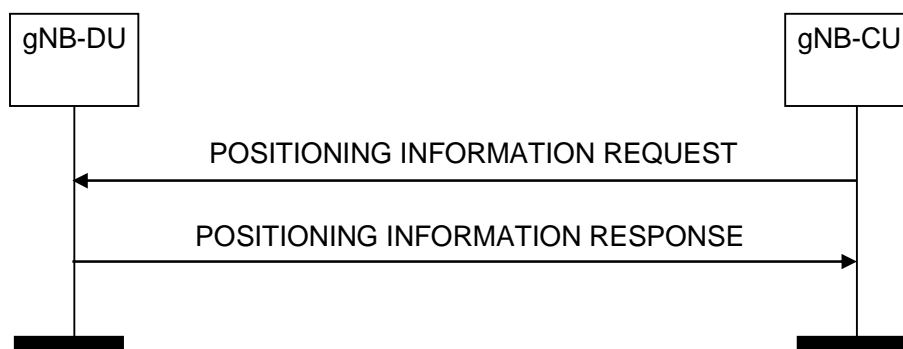 gNB-DU
gNB-CU
POSITIONING INFORMATION REQUEST
POSITIONING INFORMATION RESPONSE